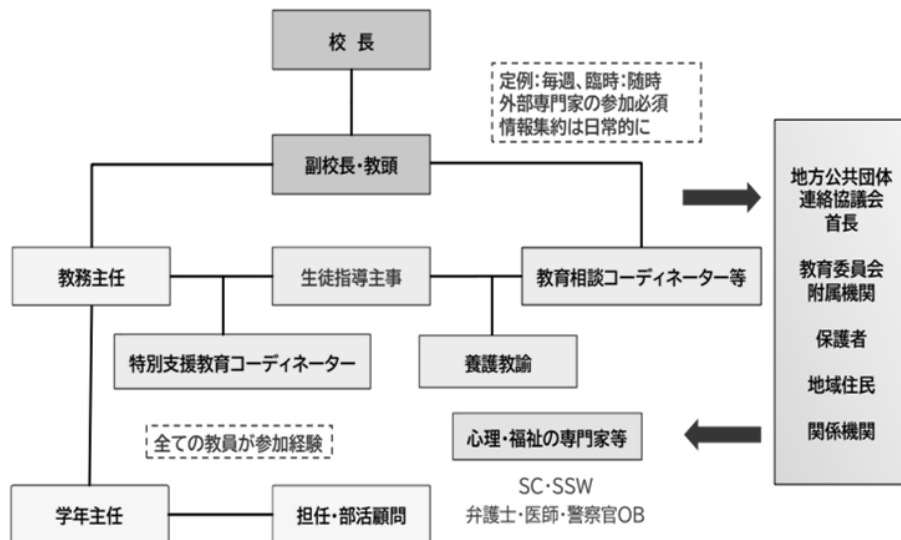 校 長
定例：毎週、臨時：随時
外部専門家の参加必須
情報集約は日常的に
副校長・教頭
地方公共団体
連絡協議会
首長
教育委員会
附属機関
保護者
地域住民
関係機関
教務主任
生徒指導主事
教育相談コーディネーター等
特別支援教育コーディネーター
養護教諭
全ての教員が参加経験
心理・福祉の専門家等
SC・SSW
弁護士・医師・警察官OB
学年主任
担任・部活顧問